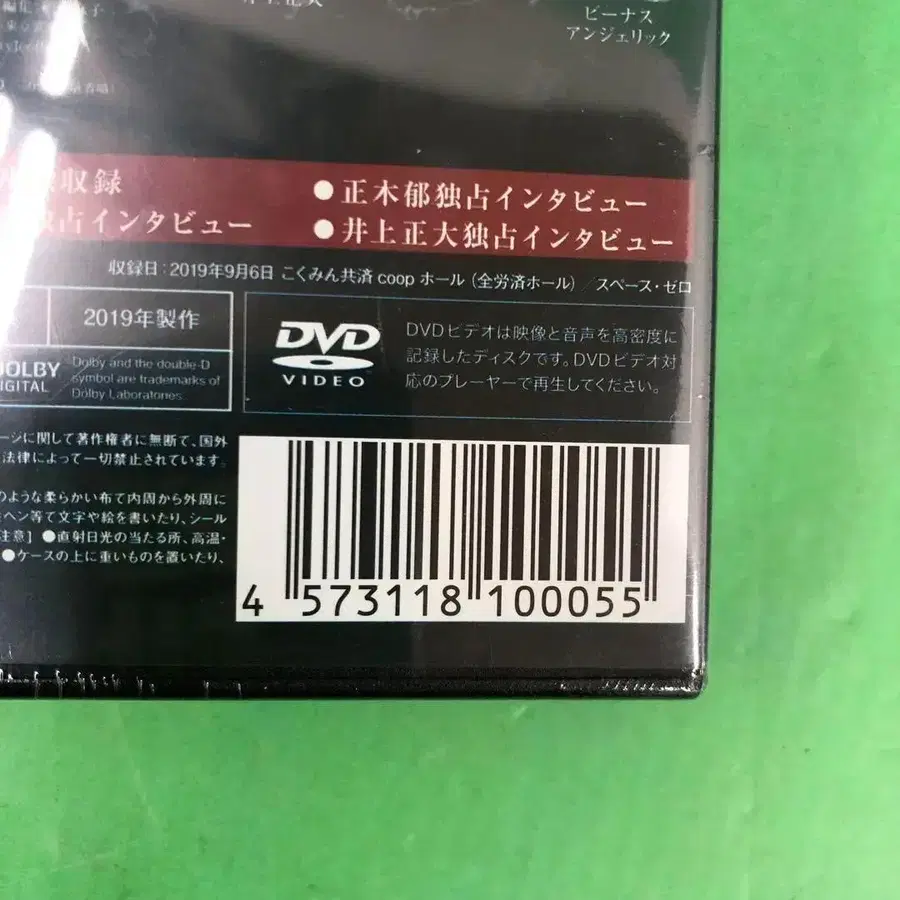 ビーナス
アンジェリック
収録
● 正木郁独占インタビュー
独占インタビュー
● 井上正大独占インタビュー
収録日：2019年9月6日 こくみん共済 coop ホール（全労済ホール）／スペース・ゼロ
2019年製作
DOLBY
DIGITAL
Dolby and the double-D
symbol are trademarks of
Dolby Laboratories.
DVD
VIDEO
DVDビデオは映像と音声を高密度に
記録したディスクです。DVDビデオ対
応のプレーヤーで再生してください。
ージに関して著作権者に無断で、国外
法律によって一切禁止されています。
のような柔らかい布で内周から外周に
ペン等で文字や絵を書いたり、シール
注意］●直射日光の当たる所、高温・
●ケースの上に重いものを置いたり、
4 573118 100055